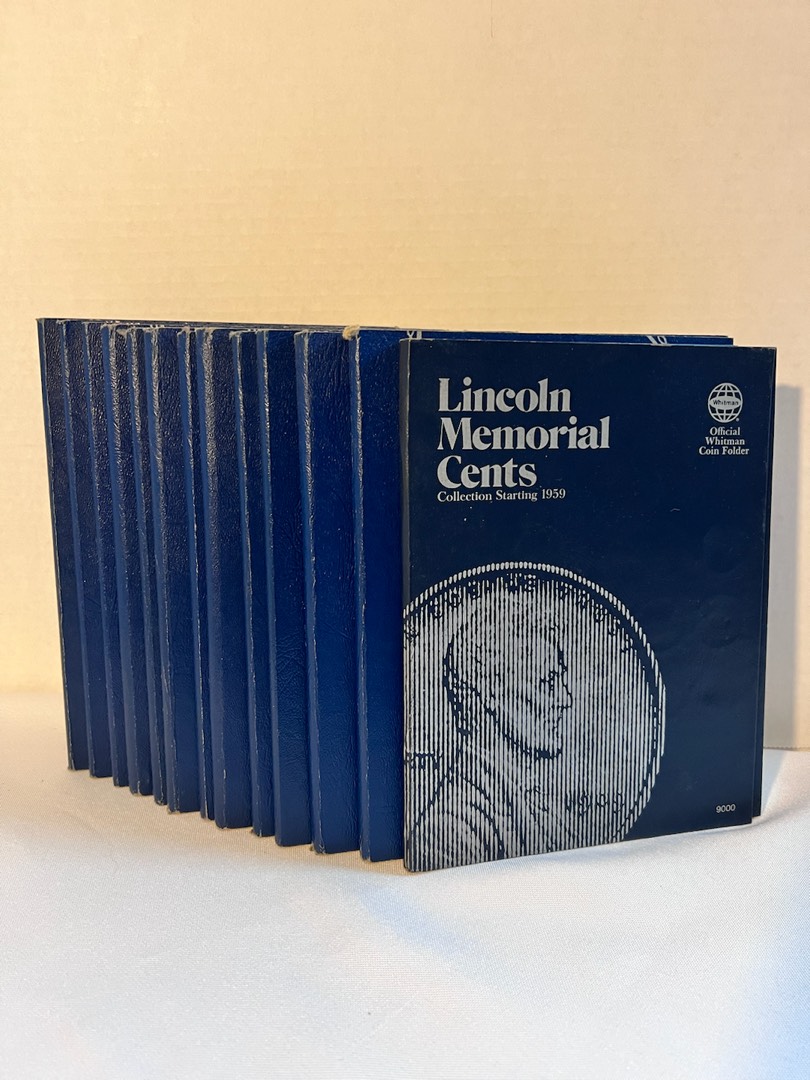 Lincoln
Memorial
Cents
Collection Starting 1959
Whitman
Official
Whitman
Coin Folder
9000